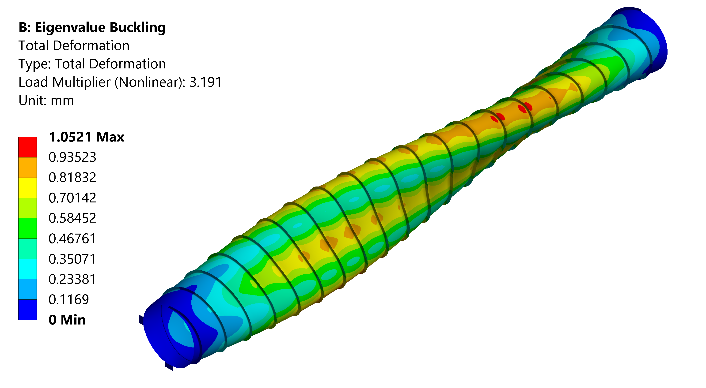 B: Eigenvalue Buckling
Total Deformation
Type: Total Deformation
Load Multiplier (Nonlinear): 3.191
Unit: mm
1.0521 Max
0.93523
0.81832
0.70142
0.58452
0.46761
0.35071
0.23381
0.1169
0 Min